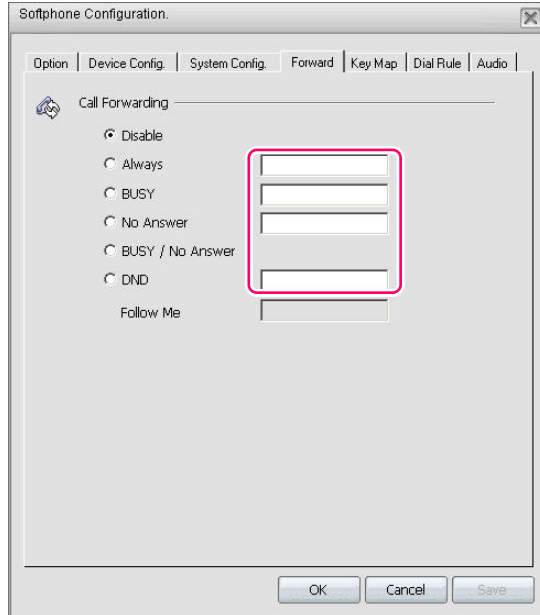 Softphone Configuration.
Option Device Config. System Config. Forward Key Map Dial Rule Audio
Call Forwarding
Disable
Always
BUSY
No Answer
BUSY / No Answer
DND
Follow Me
OK Cancel Save